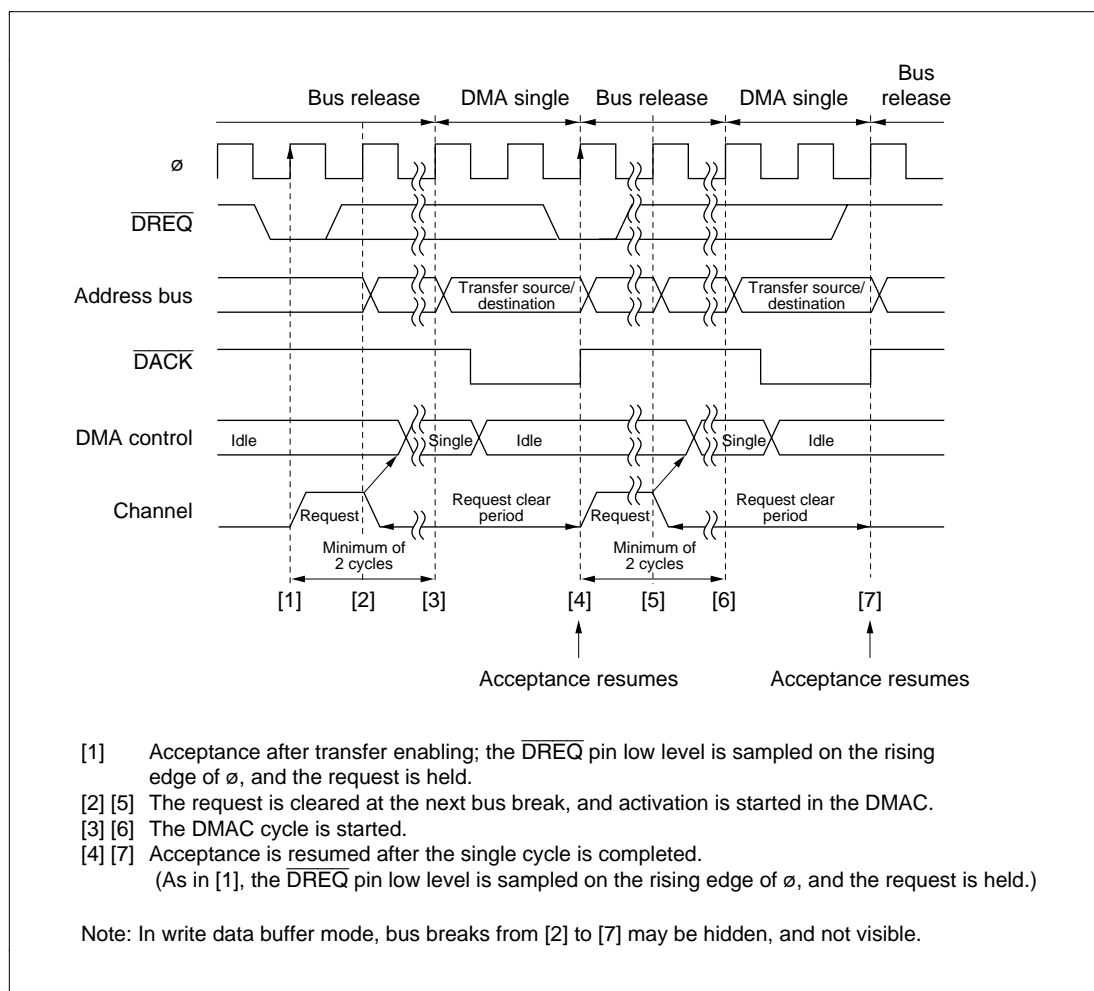 Bus
release
Bus release
DMA single
Bus release
DMA single
ø
DREQ
Address bus
Transfer source/
destination
Transfer source/
destination
DACK
DMA control
Idle
Single
Idle
Single
Idle
Channel
Request
Request clear
period
Request
Request clear
period
Minimum of
2 cycles
Minimum of
2 cycles
[1] [2] [3] [4] [5] [6] [7]
Acceptance resumes
Acceptance resumes
[1] Acceptance after transfer enabling; the DREQ pin low level is sampled on the rising
edge of ø, and the request is held.
[2] [5] The request is cleared at the next bus break, and activation is started in the DMAC.
[3] [6] The DMAC cycle is started.
[4] [7] Acceptance is resumed after the single cycle is completed.
(As in [1], the DREQ pin low level is sampled on the rising edge of ø, and the request is held.)
Note: In write data buffer mode, bus breaks from [2] to [7] may be hidden, and not visible.